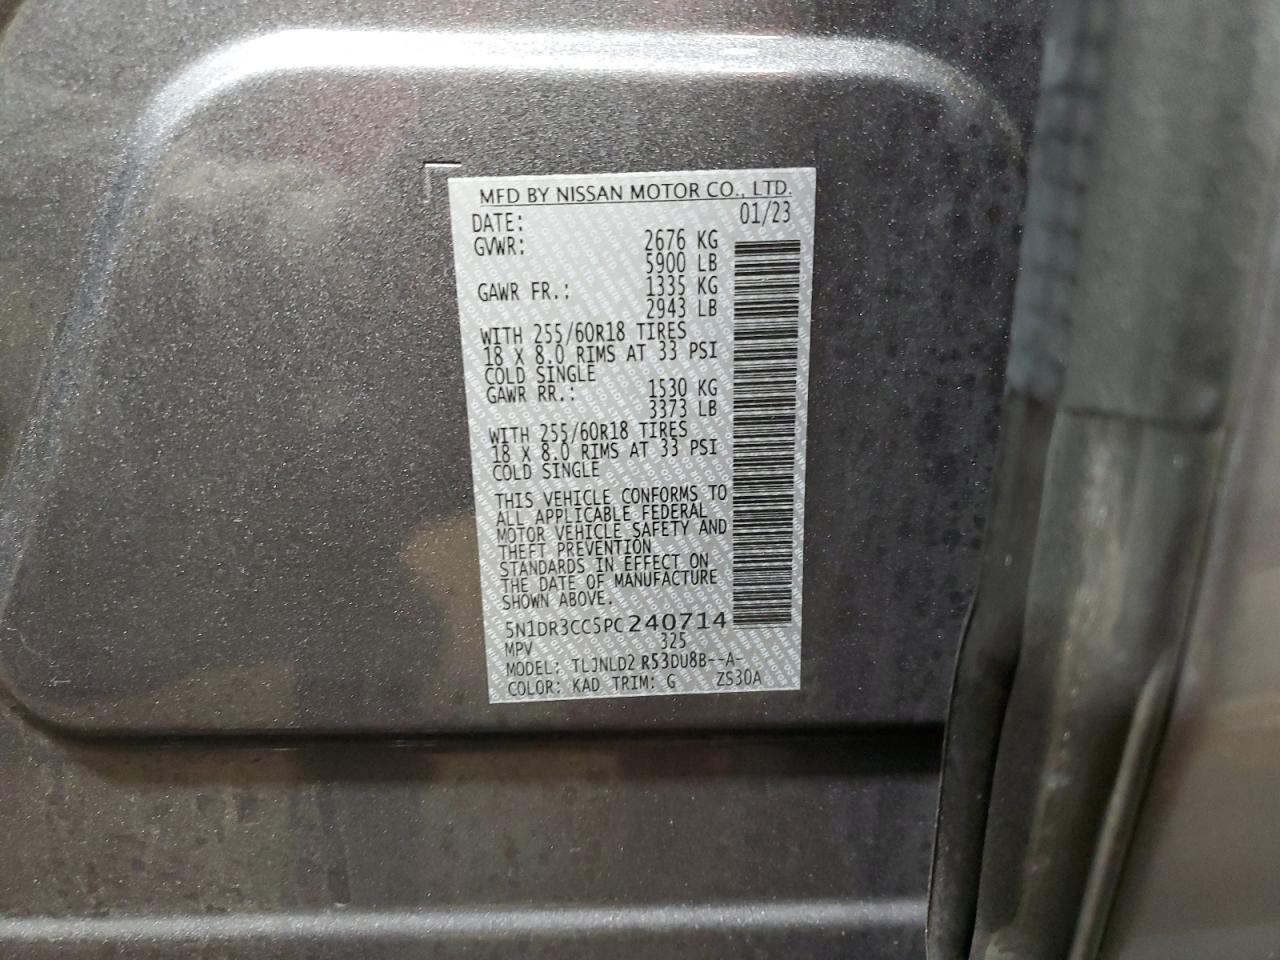 MFD BY NISSAN MOTOR CO., LTD.
DATE: 01/23
GVWR: 2676 KG
5900 LB
GAWR FR.: 1335 KG
2943 LB
WITH 255/60R18 TIRES
18 X 8.0 RIMS AT 33 PSI
COLD SINGLE
GAWR RR.: 1530 KG
3373 LB
WITH 255/60R18 TIRES
18 X 8.0 RIMS AT 33 PSI
COLD SINGLE
THIS VEHICLE CONFORMS TO
ALL APPLICABLE FEDERAL
MOTOR VEHICLE SAFETY AND
THEFT PREVENTION
STANDARDS IN EFFECT ON
THE DATE OF MANUFACTURE
SHOWN ABOVE.
5N1DR3CC5PC240714
MPV 325
MODEL: TLJNLD2 R53DU8B--A-
COLOR: KAD TRIM: G ZS30A